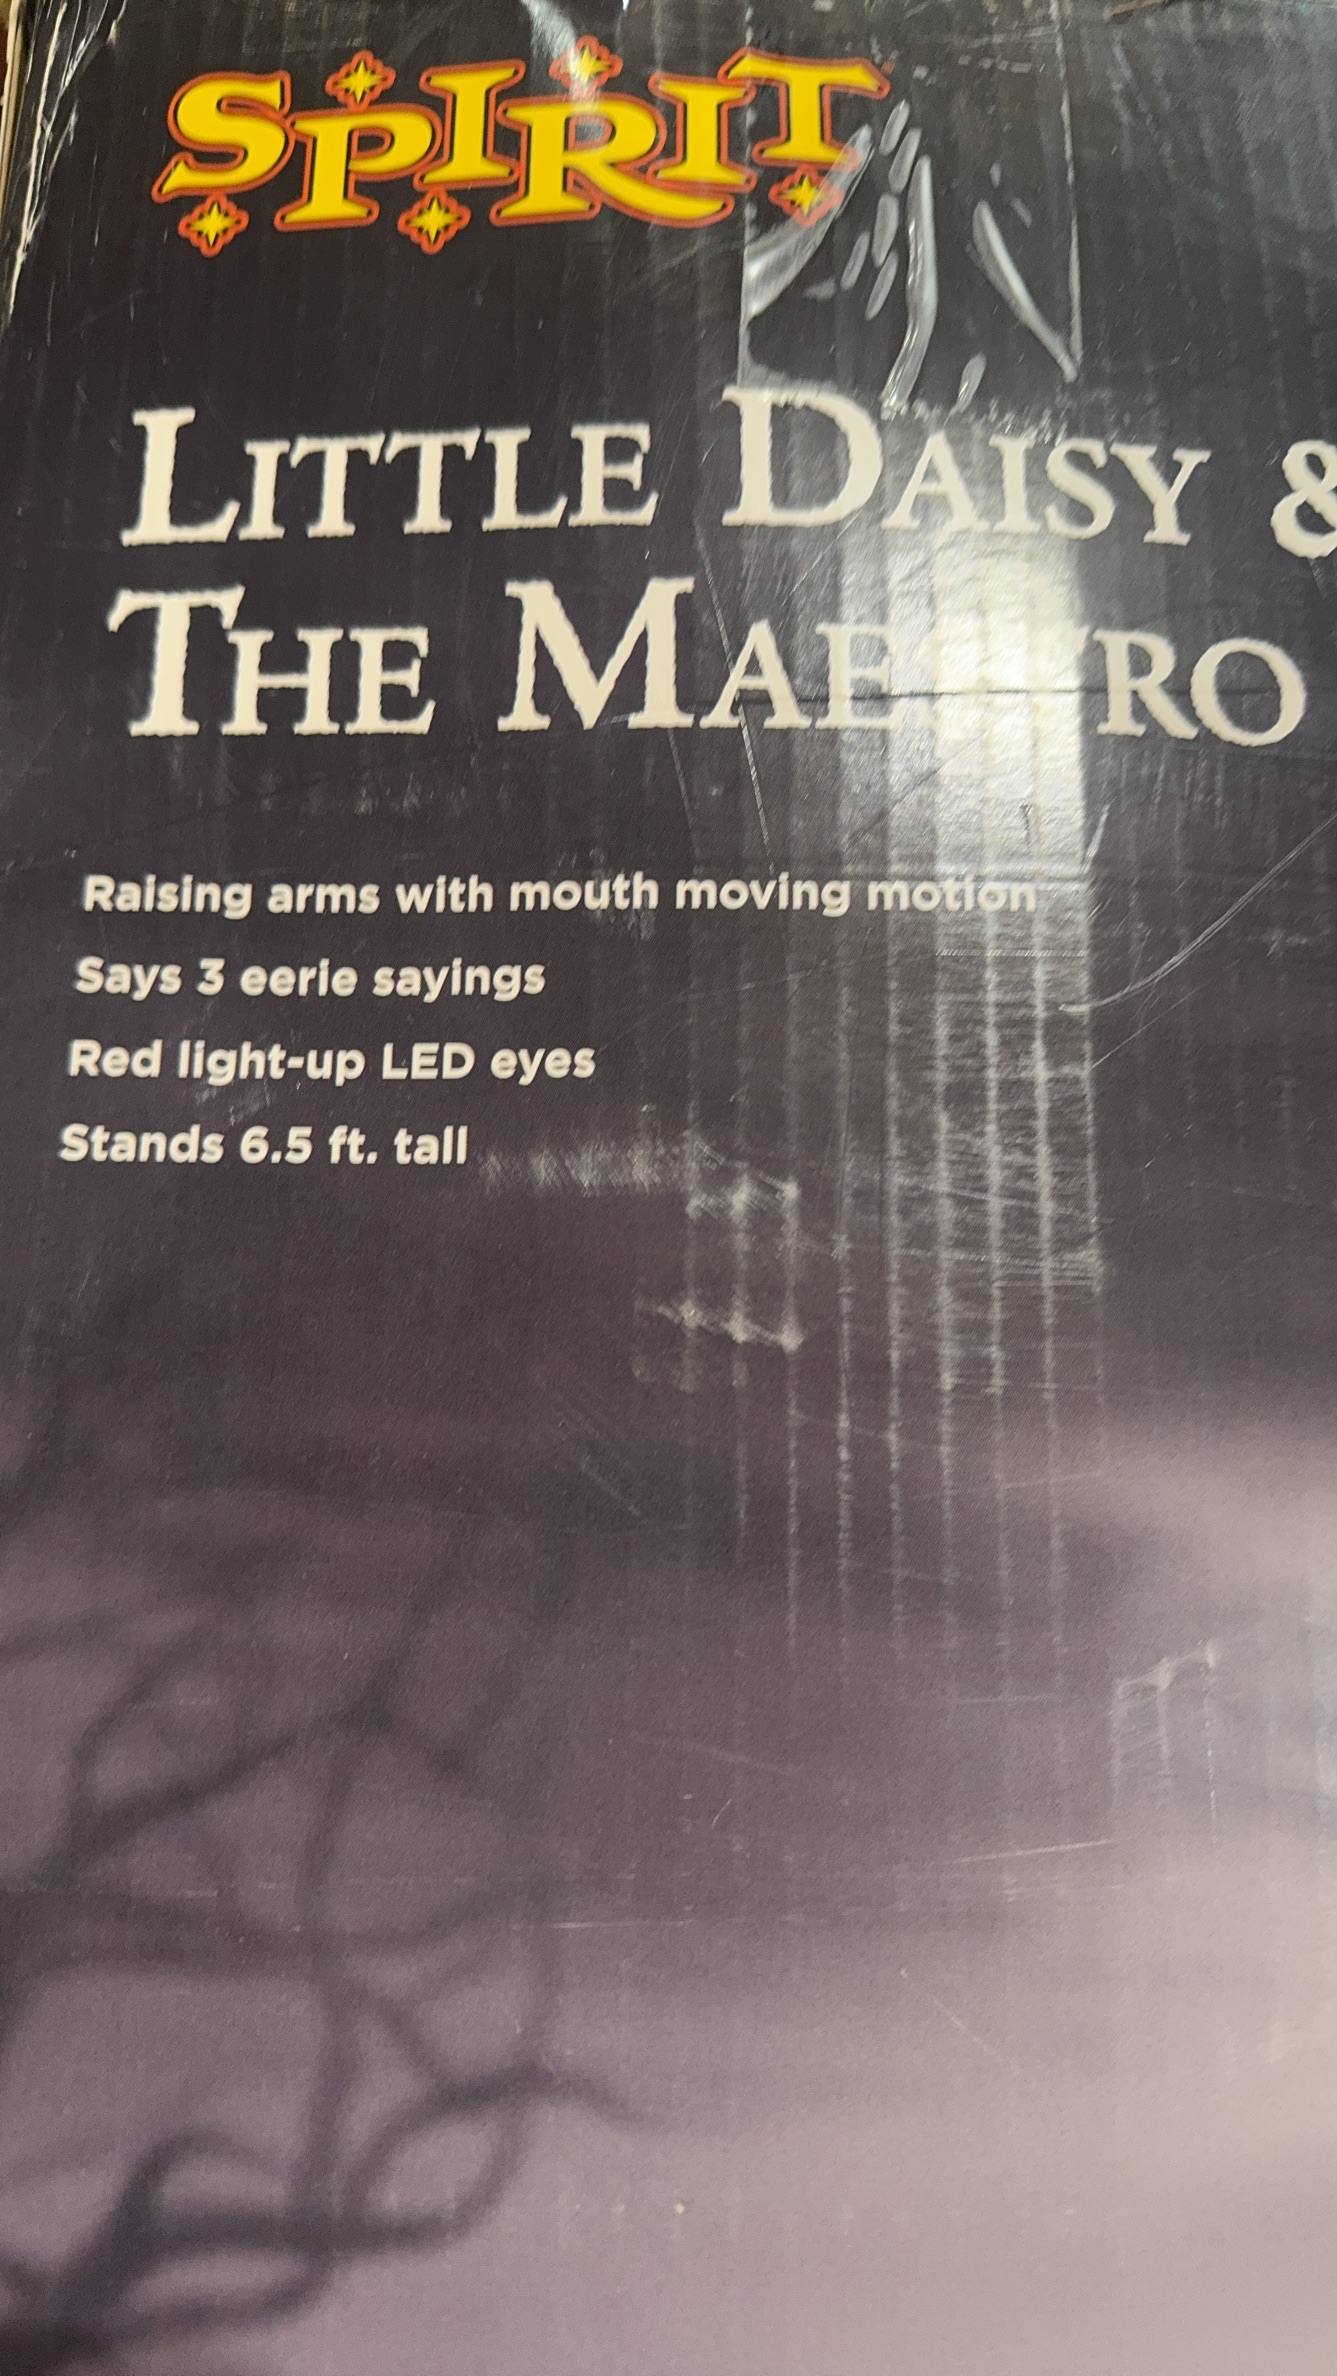 SPIRIT
LITTLE DAISY &
THE MAESTRO
Raising arms with mouth moving motion
Says 3 eerie sayings
Red light-up LED eyes
Stands 6.5 ft. tall